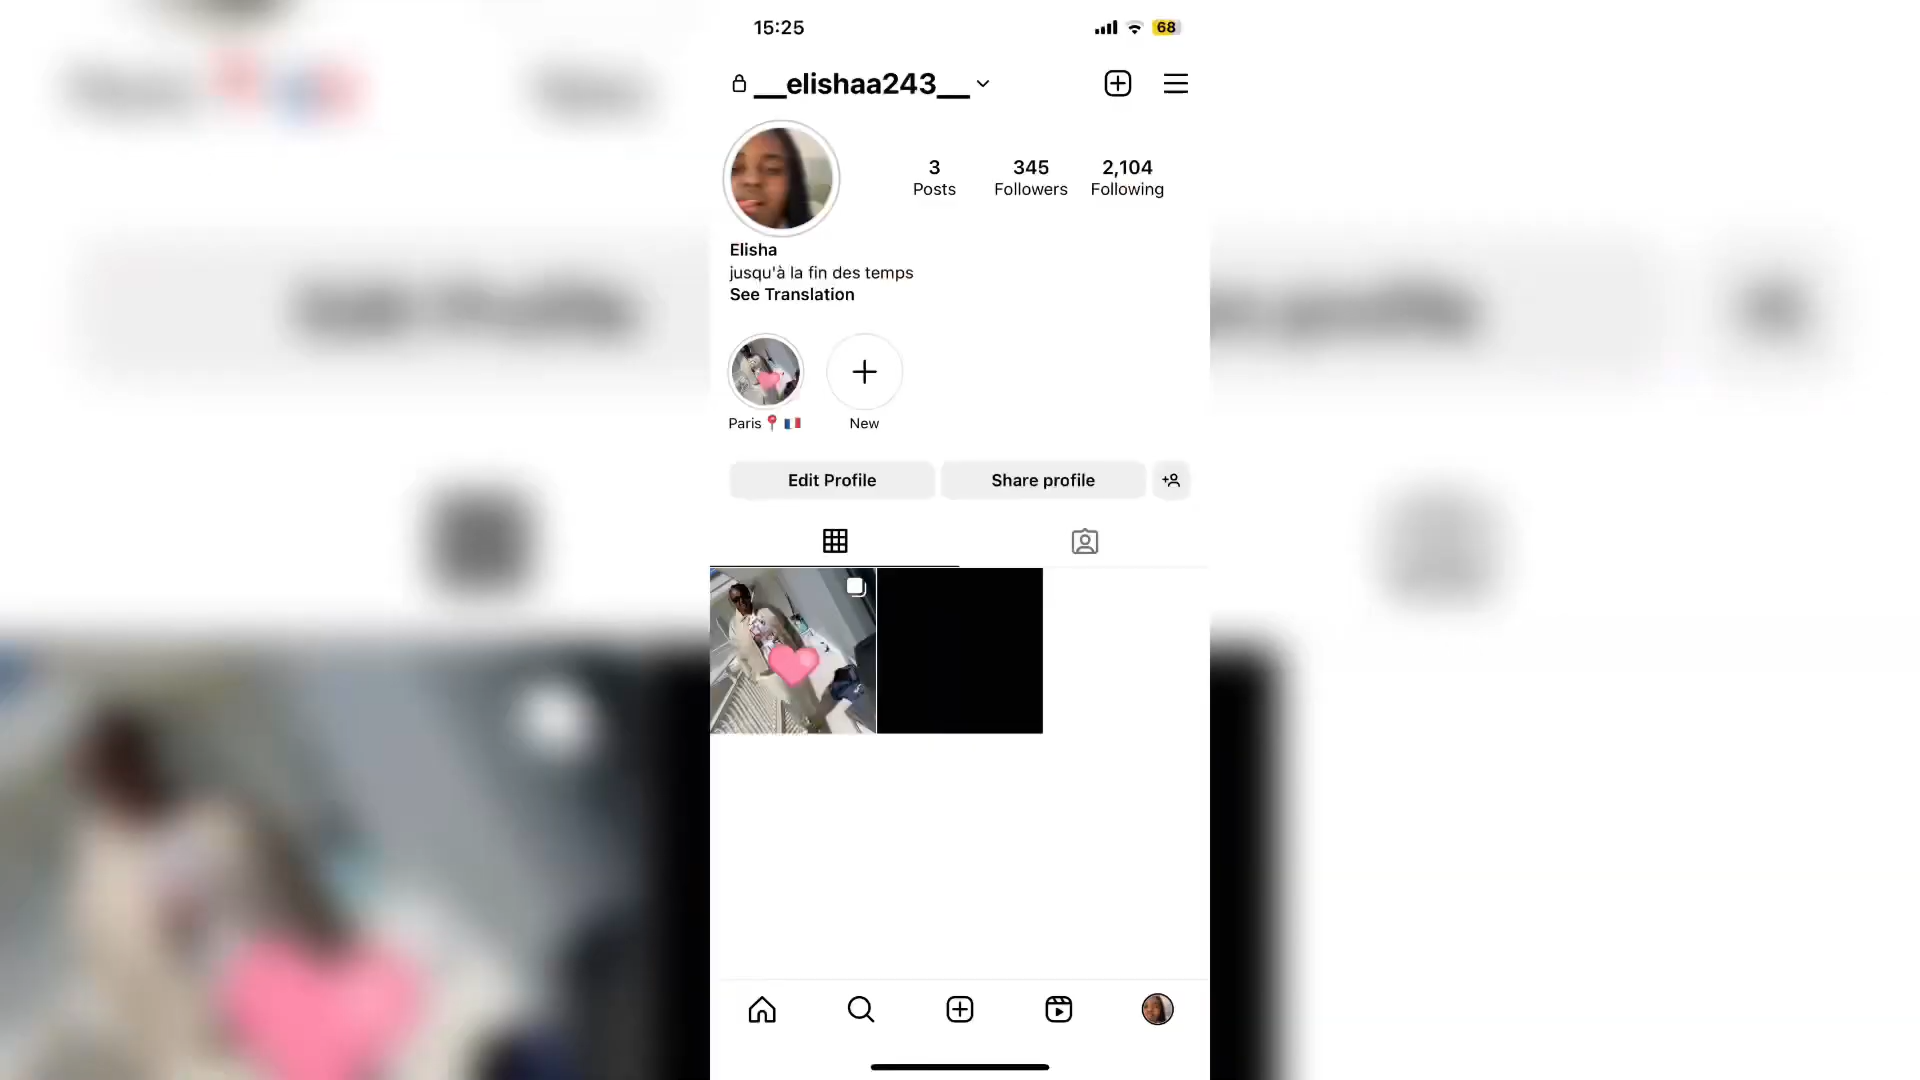 15:25
68
__elishaa243__
3
Posts
345
Followers
2,104
Following
Elisha
jusqu'à la fin des temps
See Translation
Paris
New
Edit Profile
Share profile